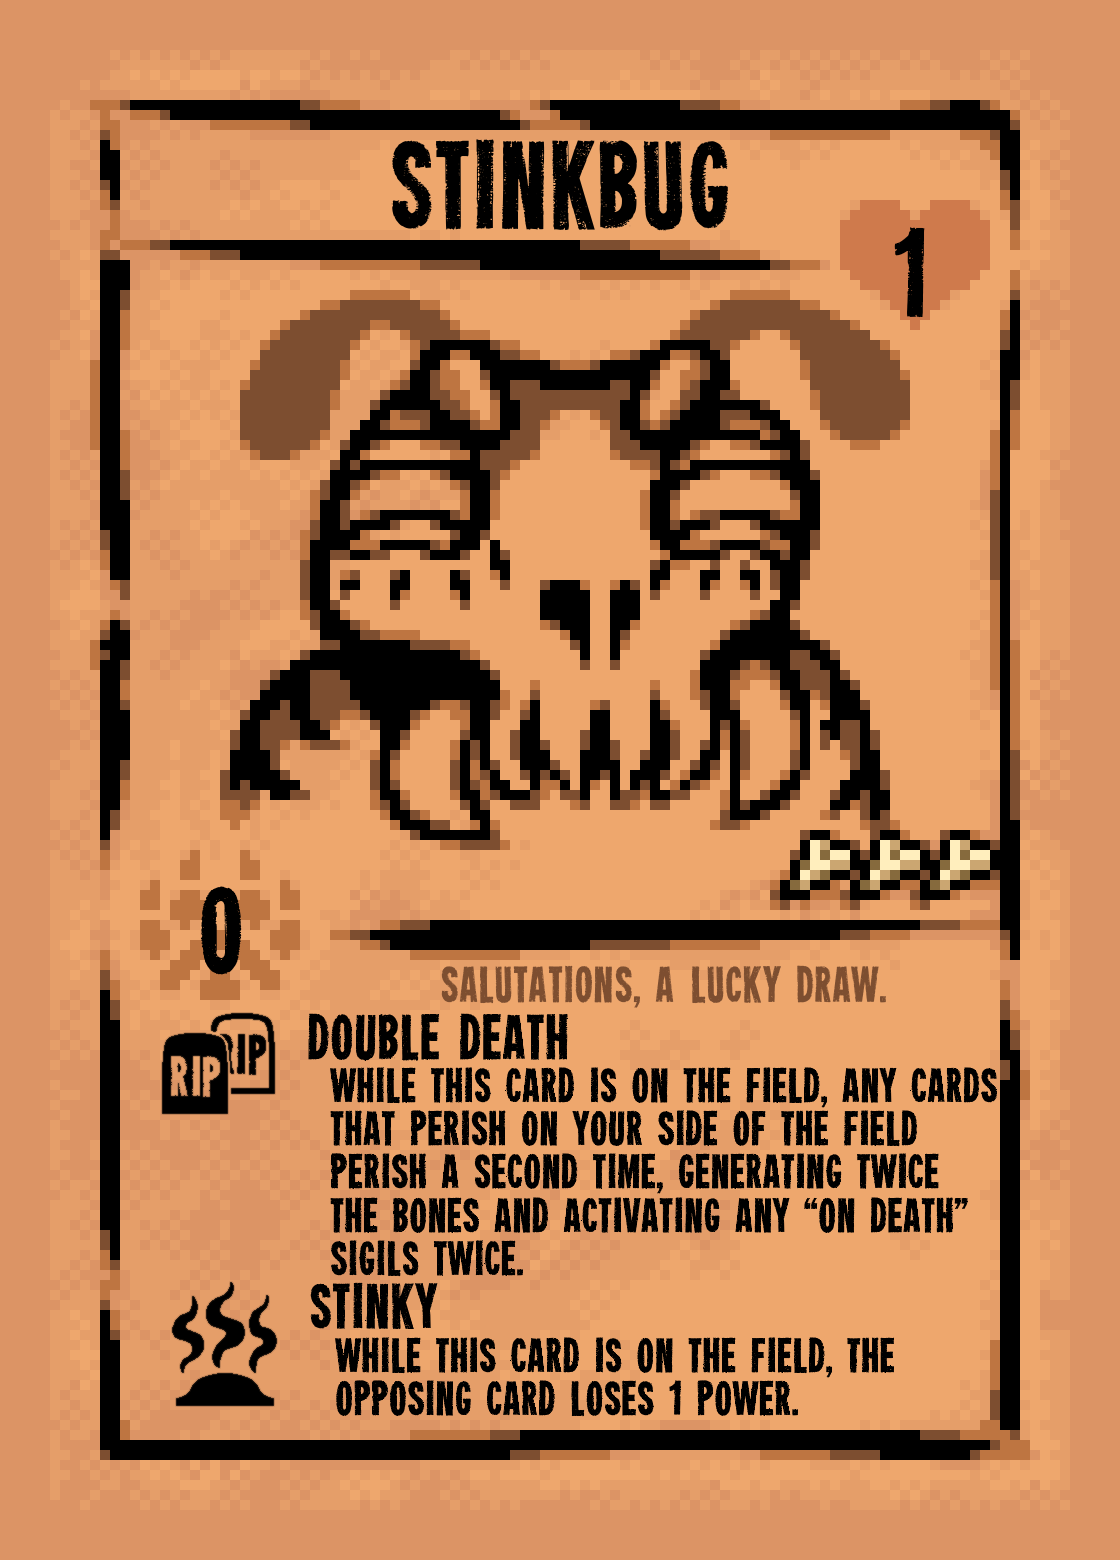 STINKBUG
1
0
SALUTATIONS, A LUCKY DRAW.
RIP
RIP
DOUBLE DEATH
WHILE THIS CARD IS ON THE FIELD, ANY CARDS
THAT PERISH ON YOUR SIDE OF THE FIELD
PERISH A SECOND TIME, GENERATING TWICE
THE BONES AND ACTIVATING ANY “ON DEATH”
SIGILS TWICE.
STINKY
WHILE THIS CARD IS ON THE FIELD, THE
OPPOSING CARD LOSES 1 POWER.